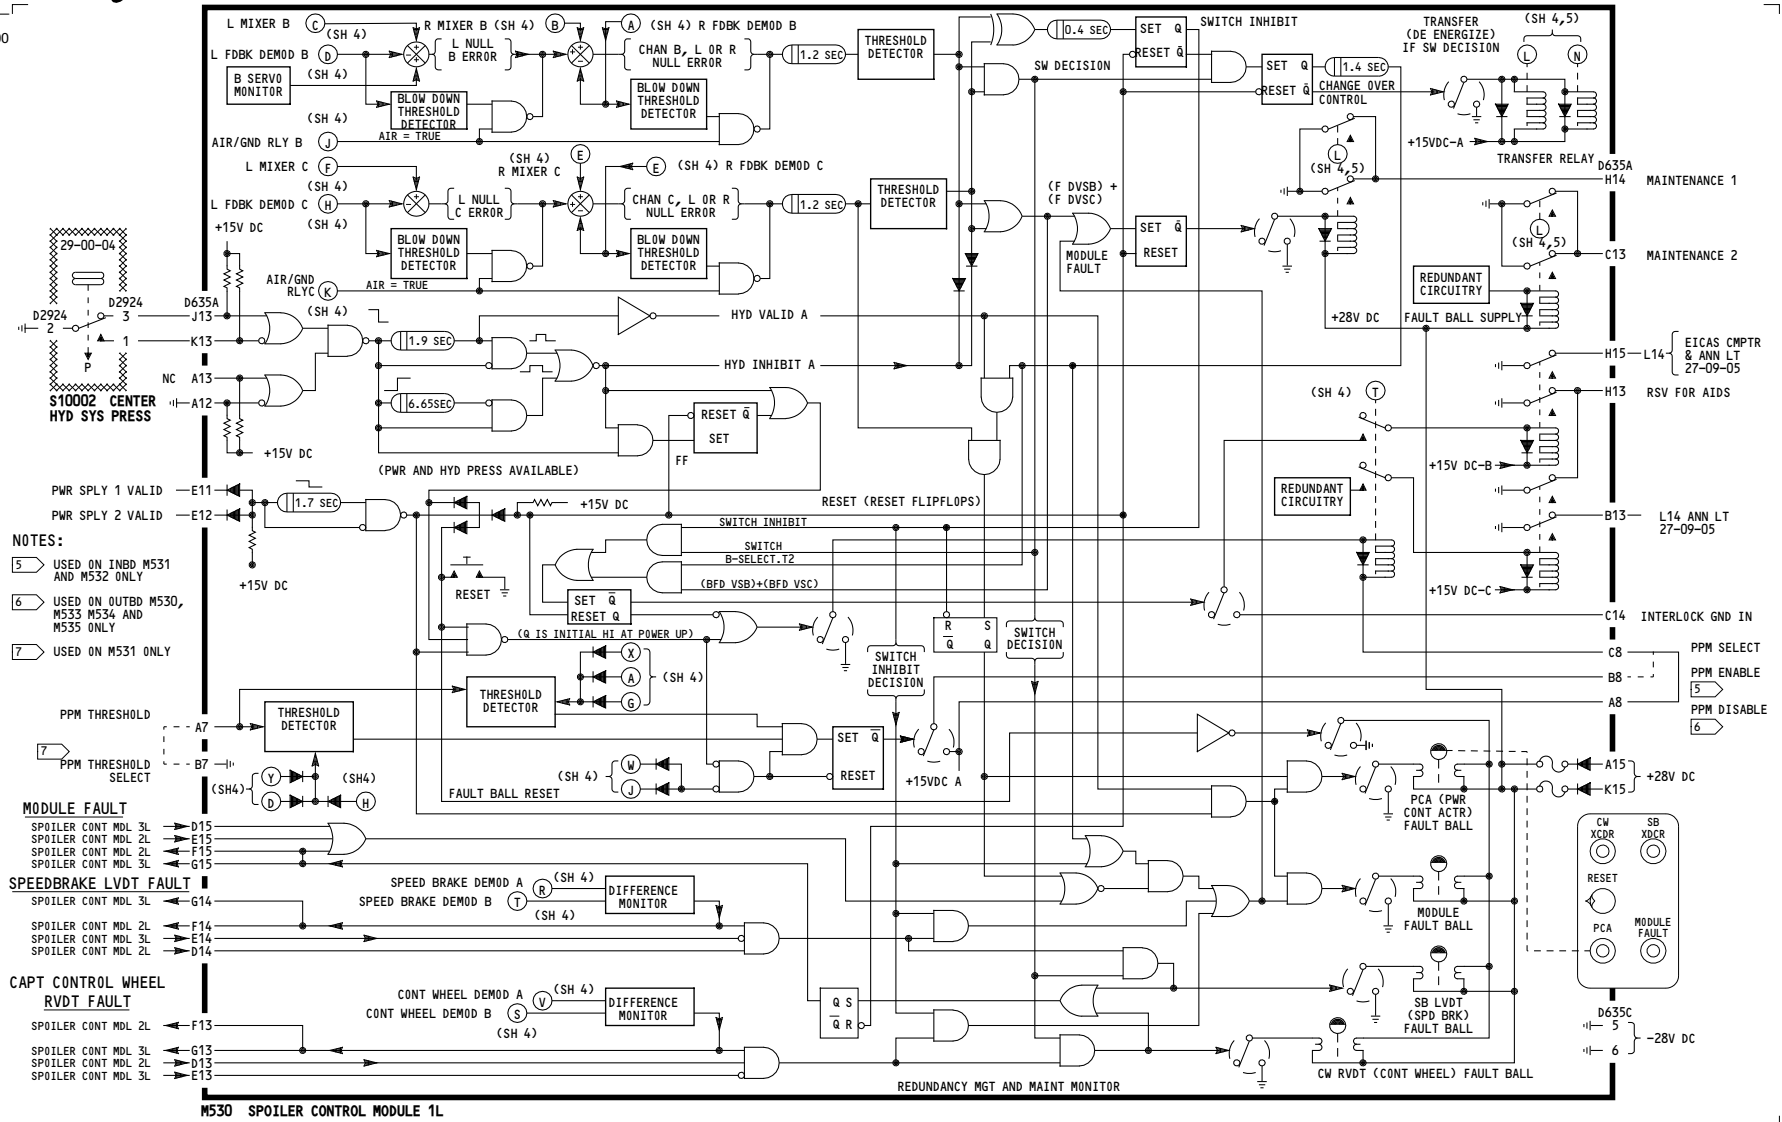 00
L MIXER B C
(SH 4)
R MIXER B (SH 4) B
A (SH 4) R FDBK DEMOD B
L FDBK DEMOD B D
(SH 4)
B SERVO
MONITOR
L NULL
B ERROR
CHAN B, L OR R
NULL ERROR
1.2 SEC
THRESHOLD
DETECTOR
0.4 SEC
SET Q
RESET Q̅
SWITCH INHIBIT
SW DECISION
SET Q
RESET Q̅
1.4 SEC
CHANGE OVER
CONTROL
TRANSFER
(DE ENERGIZE)
IF SW DECISION
(SH 4,5)
L N
BLOW DOWN
THRESHOLD
DETECTOR
BLOW DOWN
THRESHOLD
DETECTOR
(SH 4)
AIR = TRUE
AIR/GND RLY B J
+15VDC-A
TRANSFER RELAY
L
(SH 4,5)
D635A
H14 MAINTENANCE 1
L MIXER C F
(SH 4)
(SH 4)
R MIXER C
E
E (SH 4) R FDBK DEMOD C
L FDBK DEMOD C H
(SH 4)
L NULL
C ERROR
CHAN C, L OR R
NULL ERROR
1.2 SEC
THRESHOLD
DETECTOR
(F DVSB) +
(F DVSC)
MODULE
FAULT
SET Q̅
RESET
L
(SH 4,5)
C13 MAINTENANCE 2
+15V DC
BLOW DOWN
THRESHOLD
DETECTOR
BLOW DOWN
THRESHOLD
DETECTOR
REDUNDANT
CIRCUITRY
29-00-04
AIR/GND
RLYC K
AIR = TRUE
(SH 4)
D2924
2
D2924
3
1
P
D635A
J13
K13
HYD VALID A
+28V DC
FAULT BALL SUPPLY
1.9 SEC
HYD INHIBIT A
H15
L14
EICAS CMPTR
& ANN LT
27-09-05
NC A13
A12
S10002 CENTER
HYD SYS PRESS
6.65SEC
RESET Q̅
SET
FF
(SH 4) T
H13 RSV FOR AIDS
+15V DC
(PWR AND HYD PRESS AVAILABLE)
+15V DC-B
PWR SPLY 1 VALID E11
PWR SPLY 2 VALID E12
1.7 SEC
+15V DC
RESET (RESET FLIPFLOPS)
REDUNDANT
CIRCUITRY
B13 L14 ANN LT
27-09-05
+15V DC
SWITCH INHIBIT
SWITCH
B-SELECT.T2
(BFD VSB)+(BFD VSC)
+15V DC-C
NOTES:
5 USED ON INBD M531
AND M532 ONLY
6 USED ON OUTBD M530,
M533 M534 AND
M535 ONLY
7 USED ON M531 ONLY
RESET
SET Q̅
RESET Q
(Q IS INITIAL HI AT POWER UP)
R S
Q̅ Q
SWITCH
DECISION
SWITCH
INHIBIT
DECISION
C14 INTERLOCK GND IN
C8 PPM SELECT
B8 PPM ENABLE
5
A8 PPM DISABLE
6
X
A
G
(SH 4)
THRESHOLD
DETECTOR
PPM THRESHOLD A7
7
PPM THRESHOLD
SELECT
B7
THRESHOLD
DETECTOR
SET Q̅
RESET
+15VDC A
(SH4)
Y
D
(SH4)
H
(SH 4)
W
J
FAULT BALL RESET
PCA (PWR
CONT ACTR)
FAULT BALL
A15
K15
+28V DC
MODULE FAULT
SPOILER CONT MDL 3L D15
SPOILER CONT MDL 2L E15
SPOILER CONT MDL 2L F15
SPOILER CONT MDL 3L G15
CW
XCDR
SB
XDCR
RESET
PCA
MODULE
FAULT
SPEEDBRAKE LVDT FAULT
SPOILER CONT MDL 3L G14
SPOILER CONT MDL 2L F14
SPOILER CONT MDL 3L E14
SPOILER CONT MDL 2L D14
SPEED BRAKE DEMOD A R (SH 4)
SPEED BRAKE DEMOD B T
(SH 4)
DIFFERENCE
MONITOR
MODULE
FAULT BALL
CAPT CONTROL WHEEL
RVDT FAULT
SPOILER CONT MDL 2L F13
SPOILER CONT MDL 3L G13
SPOILER CONT MDL 2L D13
SPOILER CONT MDL 3L E13
CONT WHEEL DEMOD A V (SH 4)
CONT WHEEL DEMOD B S
(SH 4)
DIFFERENCE
MONITOR
Q S
Q̅ R
SB LVDT
(SPD BRK)
FAULT BALL
D635C
5
6
-28V DC
CW RVDT (CONT WHEEL) FAULT BALL
REDUNDANCY MGT AND MAINT MONITOR
M530 SPOILER CONTROL MODULE 1L